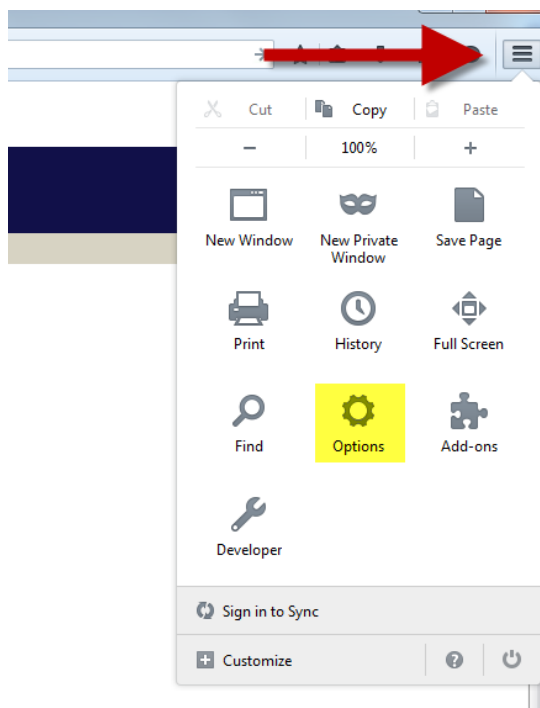 Cut Copy Paste
− 100% +
New Window New Private Window Save Page
Print History Full Screen
Find Options Add-ons
Developer
Sign in to Sync
Customize